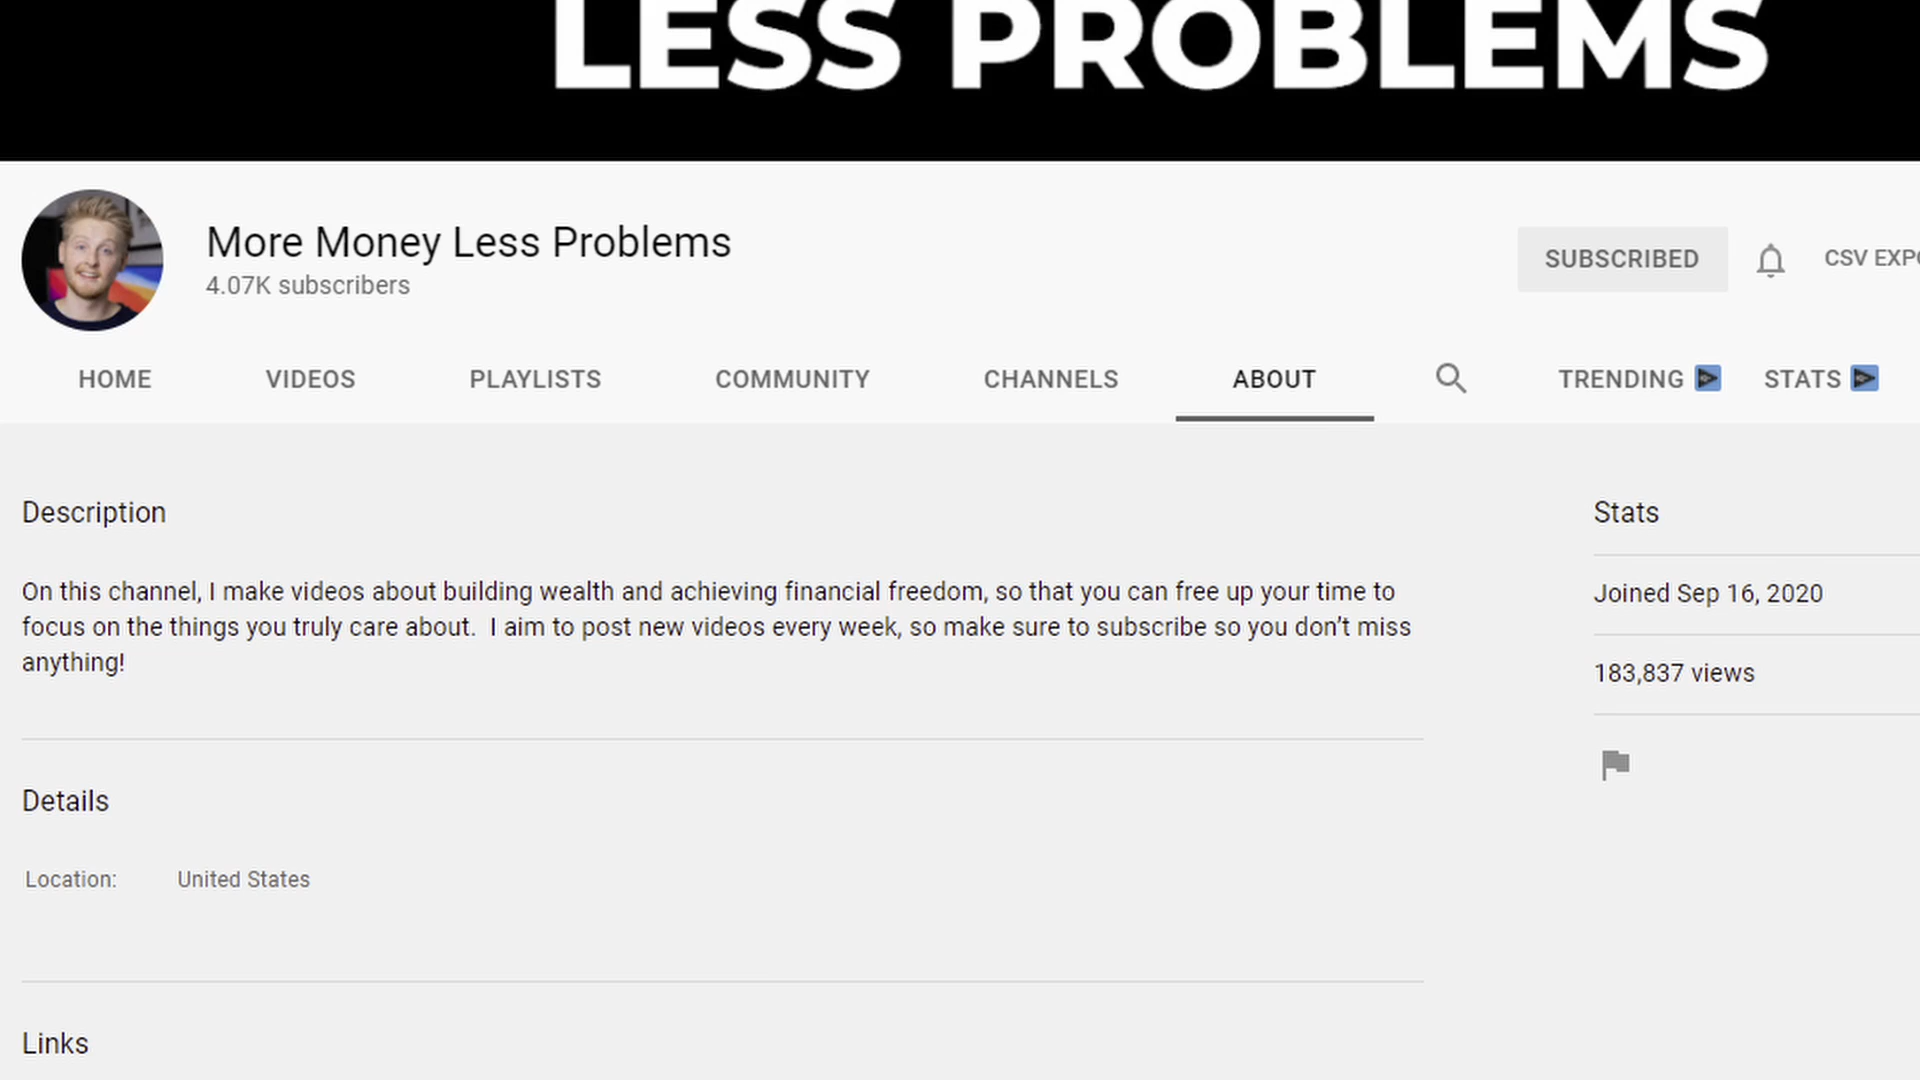 LESS PROBLEMS
More Money Less Problems
4.07K subscribers
SUBSCRIBED
CSV EXPO
HOME
VIDEOS
PLAYLISTS
COMMUNITY
CHANNELS
ABOUT
TRENDING
STATS
Description
On this channel, I make videos about building wealth and achieving financial freedom, so that you can free up your time to
focus on the things you truly care about.  I aim to post new videos every week, so make sure to subscribe so you don’t miss
anything!
Stats
Joined Sep 16, 2020
183,837 views
Details
Location:
United States
Links